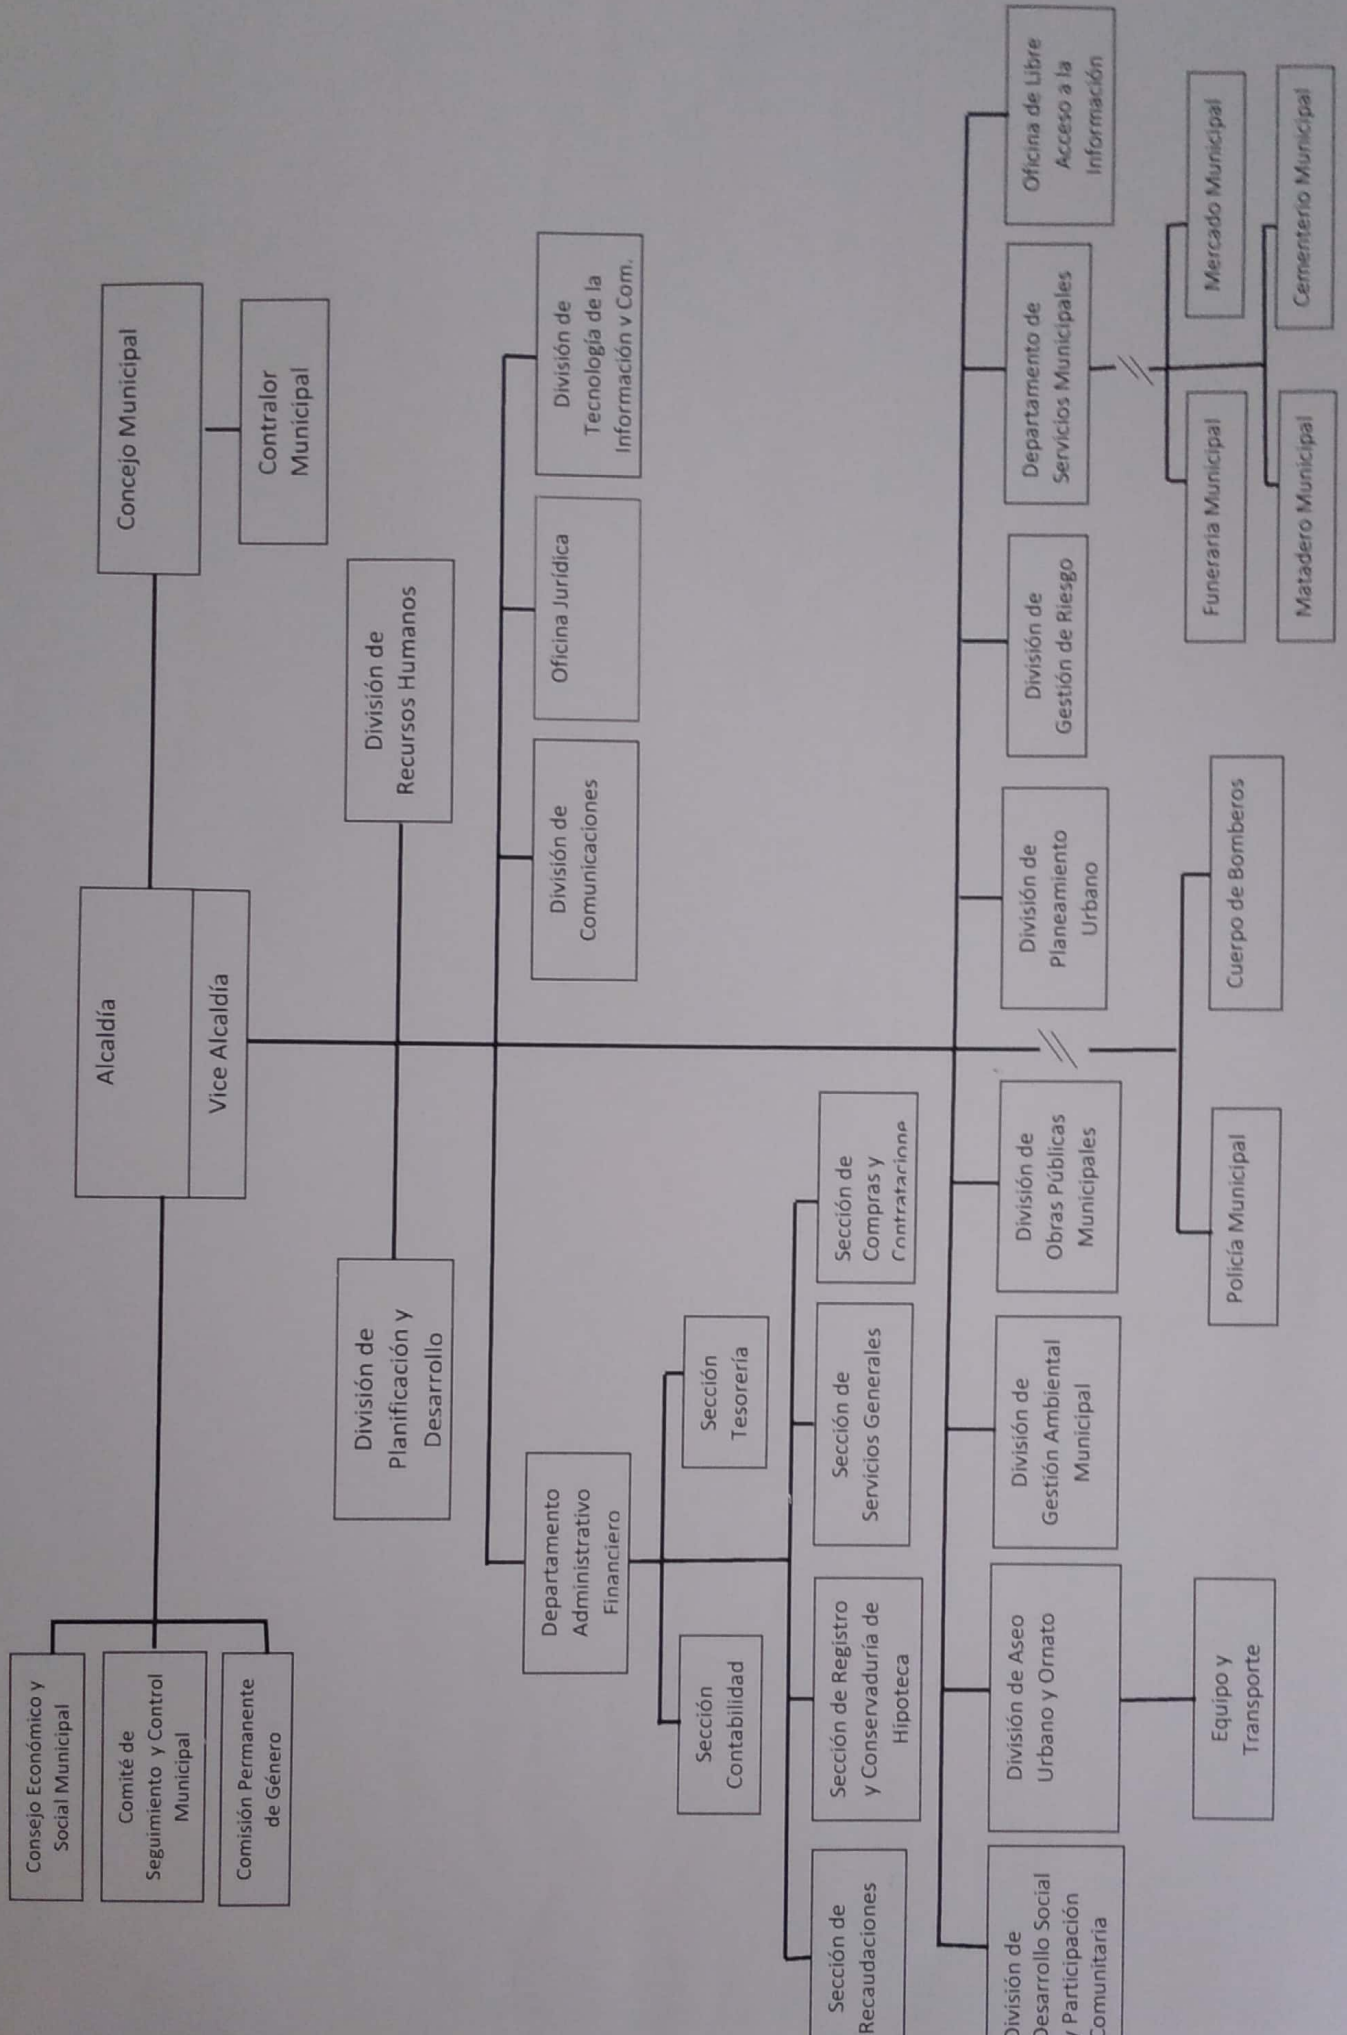 Consejo Económico y
Social Municipal
Comité de
Seguimiento y Control
Municipal
Comisión Permanente
de Género
Alcaldía
Vice Alcaldía
Concejo Municipal
Contralor
Municipal
División de
Planificación y
Desarrollo
División de
Recursos Humanos
Departamento
Administrativo
Financiero
División de
Comunicaciones
Oficina Jurídica
División de
Tecnología de la
Información y Com.
Sección
Contabilidad
Sección
Tesorería
Sección de
Recaudaciones
Sección de Registro
y Conservaduría de
Hipoteca
Sección de
Servicios Generales
Sección de
Compras y
Contratacione
División de
Desarrollo Social
y Participación
Comunitaria
División de Aseo
Urbano y Ornato
División de
Gestión Ambiental
Municipal
División de
Obras Públicas
Municipales
División de
Planeamiento
Urbano
División de
Gestión de Riesgo
Departamento de
Servicios Municipales
Oficina de Libre
Acceso a la
Información
Equipo y
Transporte
Policía Municipal
Cuerpo de Bomberos
Funeraria Municipal
Mercado Municipal
Matadero Municipal
Cementerio Municipal